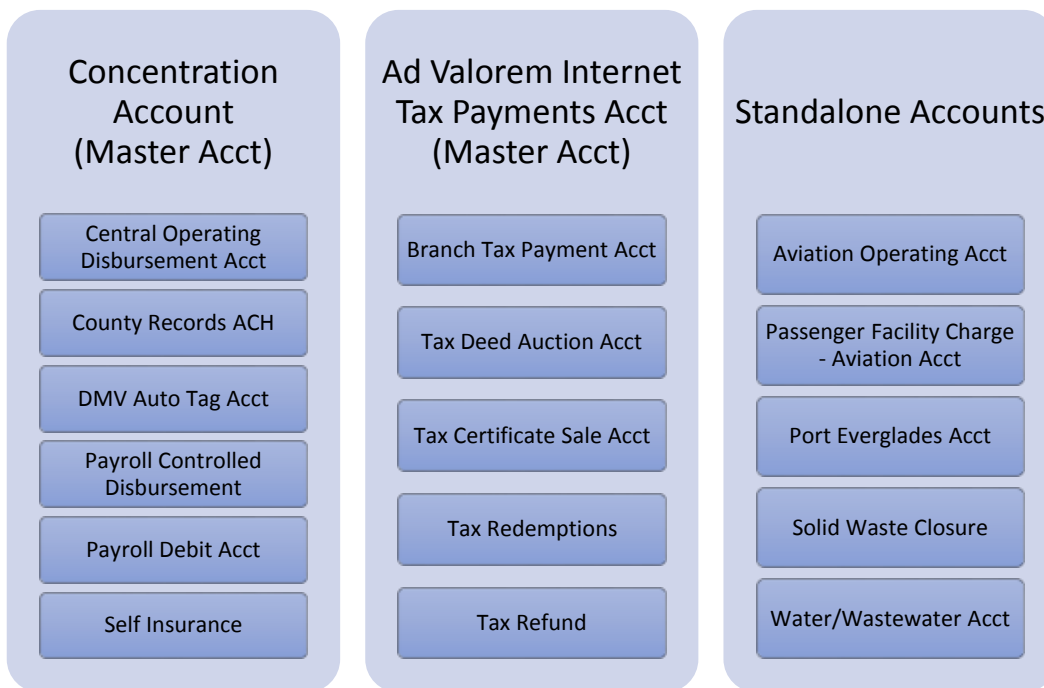 Concentration
Account
(Master Acct)
Central Operating
Disbursement Acct
County Records ACH
DMV Auto Tag Acct
Payroll Controlled
Disbursement
Payroll Debit Acct
Self Insurance
Ad Valorem Internet
Tax Payments Acct
(Master Acct)
Branch Tax Payment Acct
Tax Deed Auction Acct
Tax Certificate Sale Acct
Tax Redemptions
Tax Refund
Standalone Accounts
Aviation Operating Acct
Passenger Facility Charge
- Aviation Acct
Port Everglades Acct
Solid Waste Closure
Water/Wastewater Acct